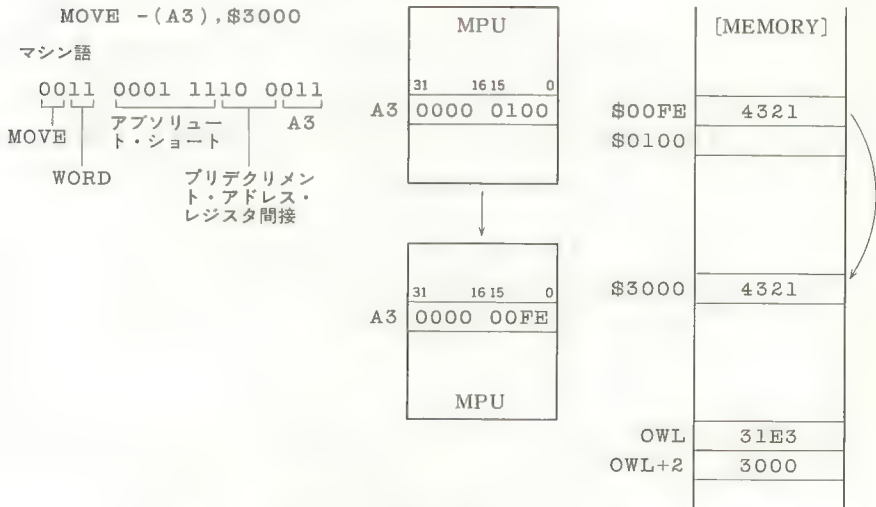 MOVE -(A3),$3000
マシン語
0011 0001 1110 0011
MOVE
WORD
アブソリュー
ト・ショート
プリデクリメン
ト・アドレス・
レジスタ間接
A3
MPU
31 16 15 0
A3 0000 0100
31 16 15 0
A3 0000 00FE
MPU
[MEMORY]
$00FE 4321
$0100
$3000 4321
OWL 31E3
OWL+2 3000